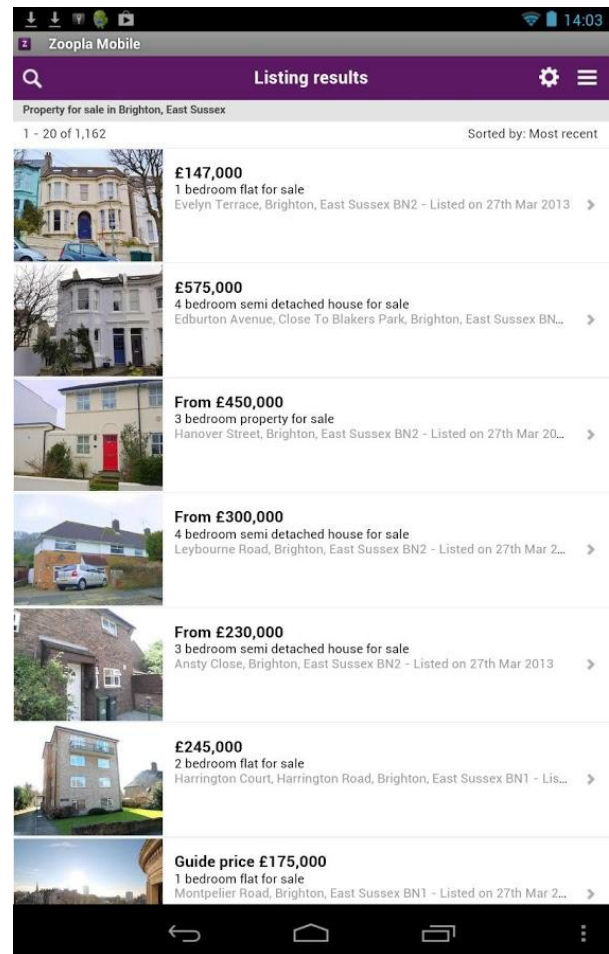 14:03
Z Zoopla Mobile
Listing results
Property for sale in Brighton, East Sussex
1 - 20 of 1,162 Sorted by: Most recent
£147,000
1 bedroom flat for sale
Evelyn Terrace, Brighton, East Sussex BN2 - Listed on 27th Mar 2013
£575,000
4 bedroom semi detached house for sale
Edburton Avenue, Close To Blakers Park, Brighton, East Sussex BN...
From £450,000
3 bedroom property for sale
Hanover Street, Brighton, East Sussex BN2 - Listed on 27th Mar 20...
From £300,000
4 bedroom semi detached house for sale
Leybourne Road, Brighton, East Sussex BN2 - Listed on 27th Mar 2...
From £230,000
3 bedroom semi detached house for sale
Ansty Close, Brighton, East Sussex BN2 - Listed on 27th Mar 2013
£245,000
2 bedroom flat for sale
Harrington Court, Harrington Road, Brighton, East Sussex BN1 - Lis...
Guide price £175,000
1 bedroom flat for sale
Montpelier Road, Brighton, East Sussex BN1 - Listed on 27th Mar 2...